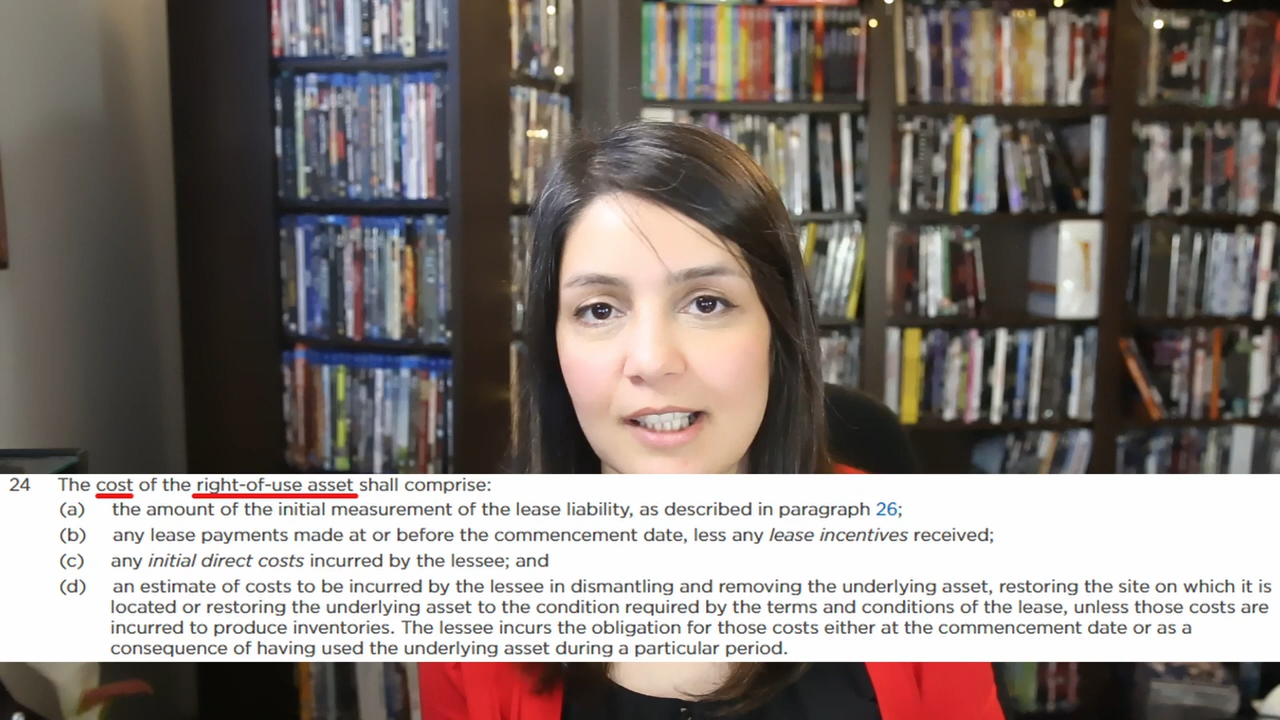 24 The cost of the right-of-use asset shall comprise:
(a) the amount of the initial measurement of the lease liability, as described in paragraph 26;
(b) any lease payments made at or before the commencement date, less any lease incentives received;
(c) any initial direct costs incurred by the lessee; and
(d) an estimate of costs to be incurred by the lessee in dismantling and removing the underlying asset, restoring the site on which it is
located or restoring the underlying asset to the condition required by the terms and conditions of the lease, unless those costs are
incurred to produce inventories. The lessee incurs the obligation for those costs either at the commencement date or as a
consequence of having used the underlying asset during a particular period.